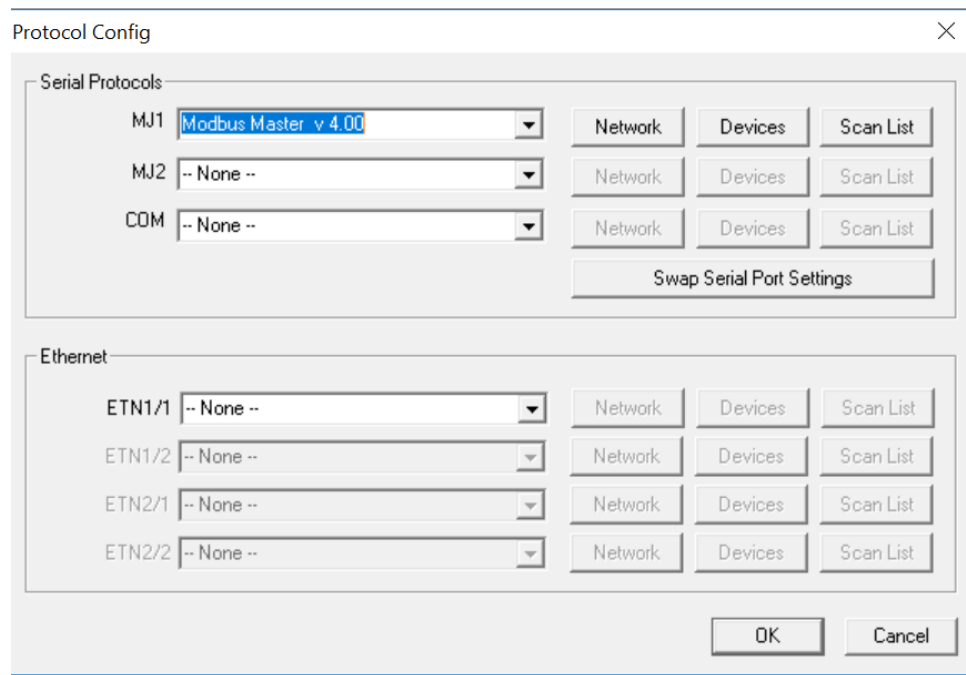 Protocol Config
Serial Protocols
MJ1 Modbus Master v 4.00 Network Devices Scan List
MJ2 -- None -- Network Devices Scan List
COM -- None -- Network Devices Scan List
Swap Serial Port Settings
Ethernet
ETN1/1 -- None -- Network Devices Scan List
ETN1/2 -- None -- Network Devices Scan List
ETN2/1 -- None -- Network Devices Scan List
ETN2/2 -- None -- Network Devices Scan List
OK Cancel